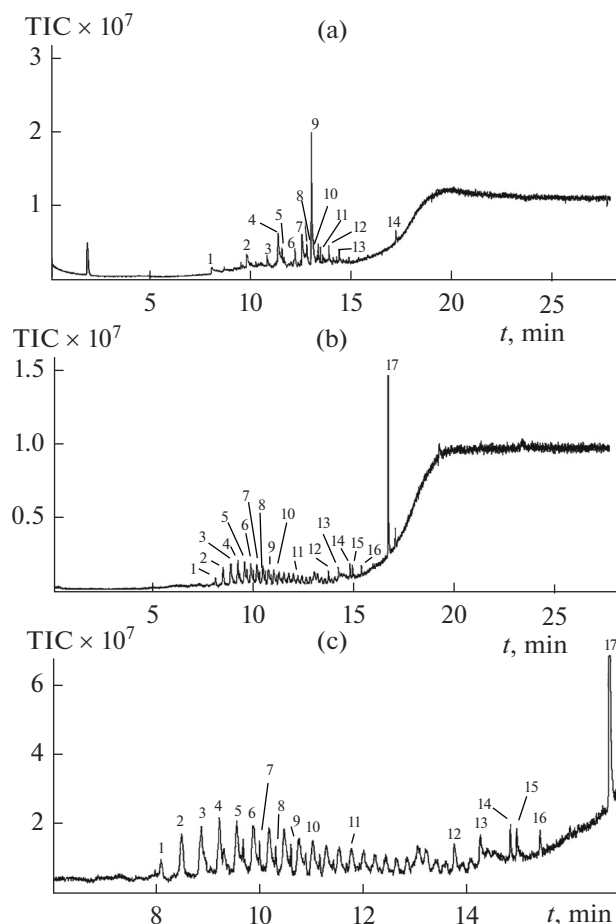 TIC × 10⁷
(a)
3
2
1
1 2 3 4 5 6 7 8 9 10 11 12 13 14
5 10 15 20 25
t, min
TIC × 10⁷
(b)
1.5
1.0
0.5
1 2 3 4 5 6 7 8 9 10 11 12 13 14 15 16 17
5 10 15 20 25
t, min
TIC × 10⁷
(c)
6
4
2
1 2 3 4 5 6 7 8 9 10 11 12 13 14 15 16 17
8 10 12 14
t, min